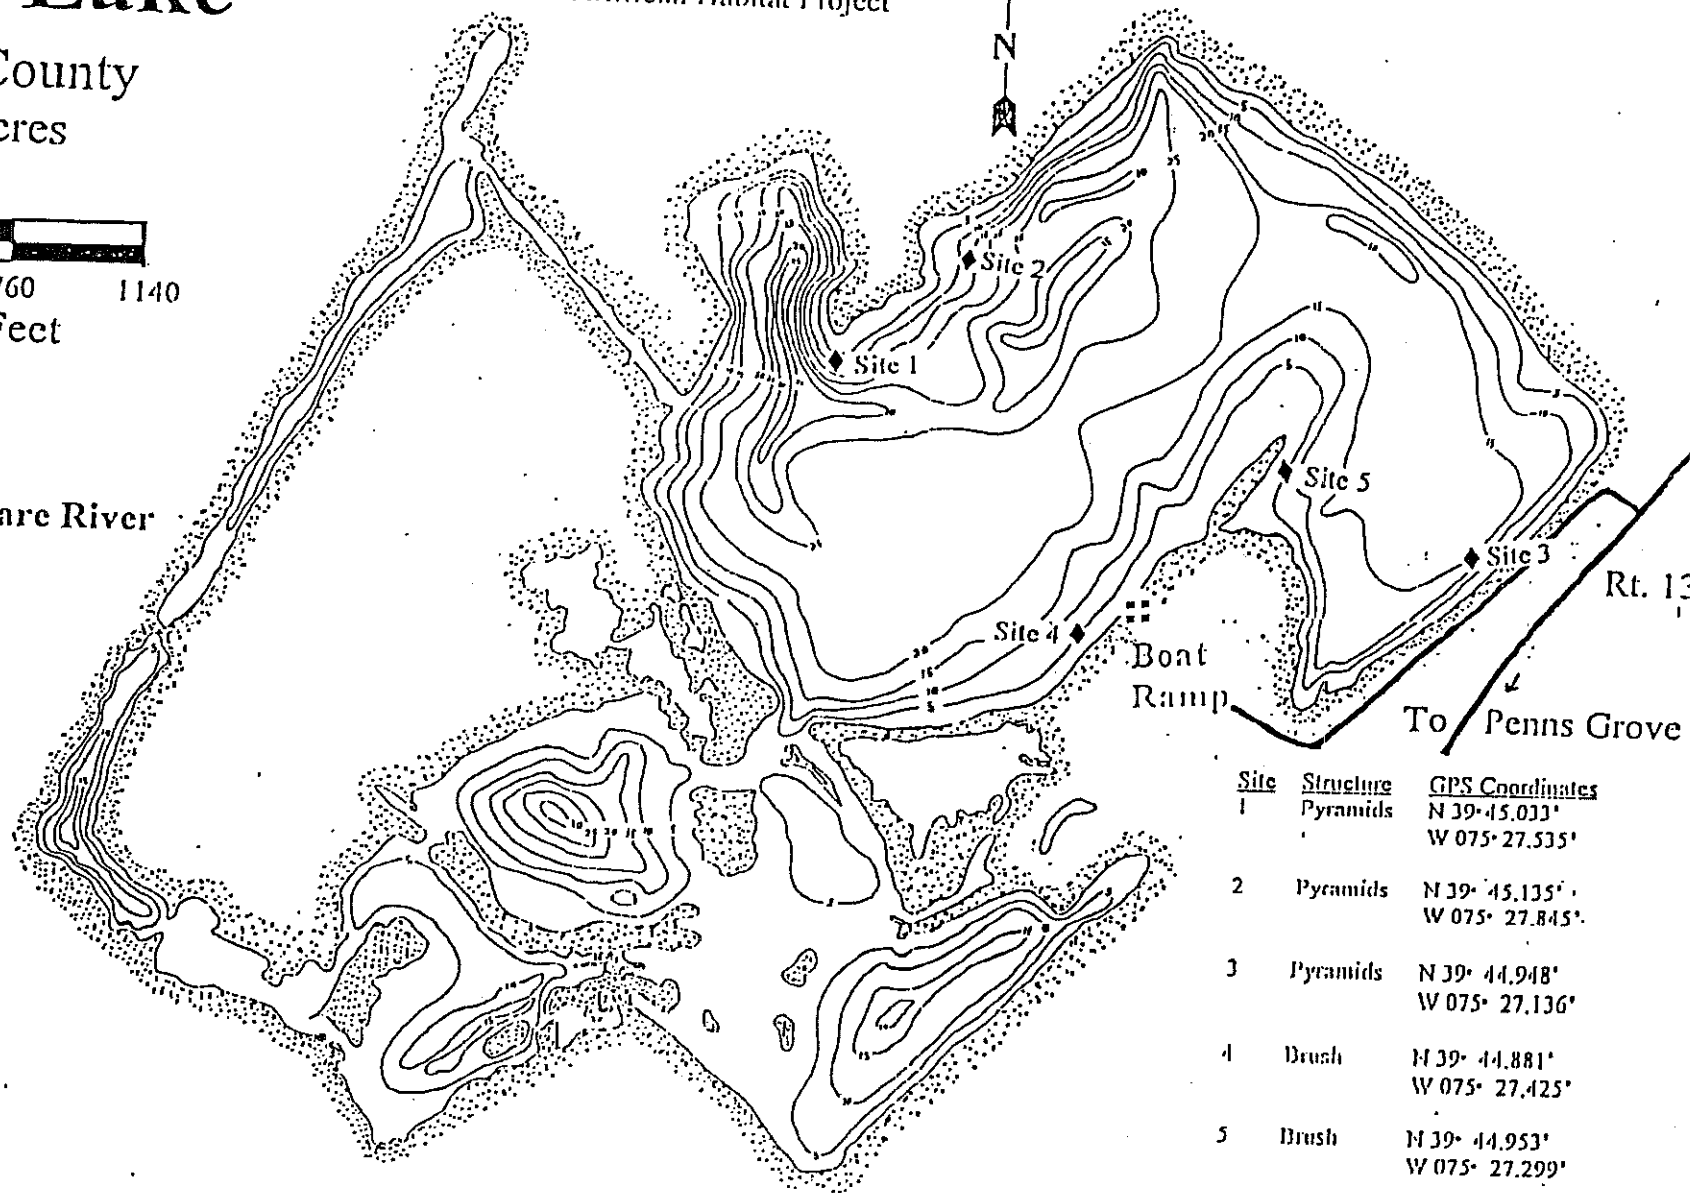 Lake
Habitat Project
County
cres
N
760 1140
Feet
are River
Site 1
Site 2
Site 5
Site 3
Site 4
Boat
Ramp
Rt. 13
To Penns Grove
Site Structure GPS Coordinates
1 Pyramids N 39° 45.033'
W 075° 27.535'
2 Pyramids N 39° 45.135'
W 075° 27.845'
3 Pyramids N 39° 44.948'
W 075° 27.136'
4 Brush N 39° 44.881'
W 075° 27.425'
5 Brush N 39° 44.953'
W 075° 27.299'